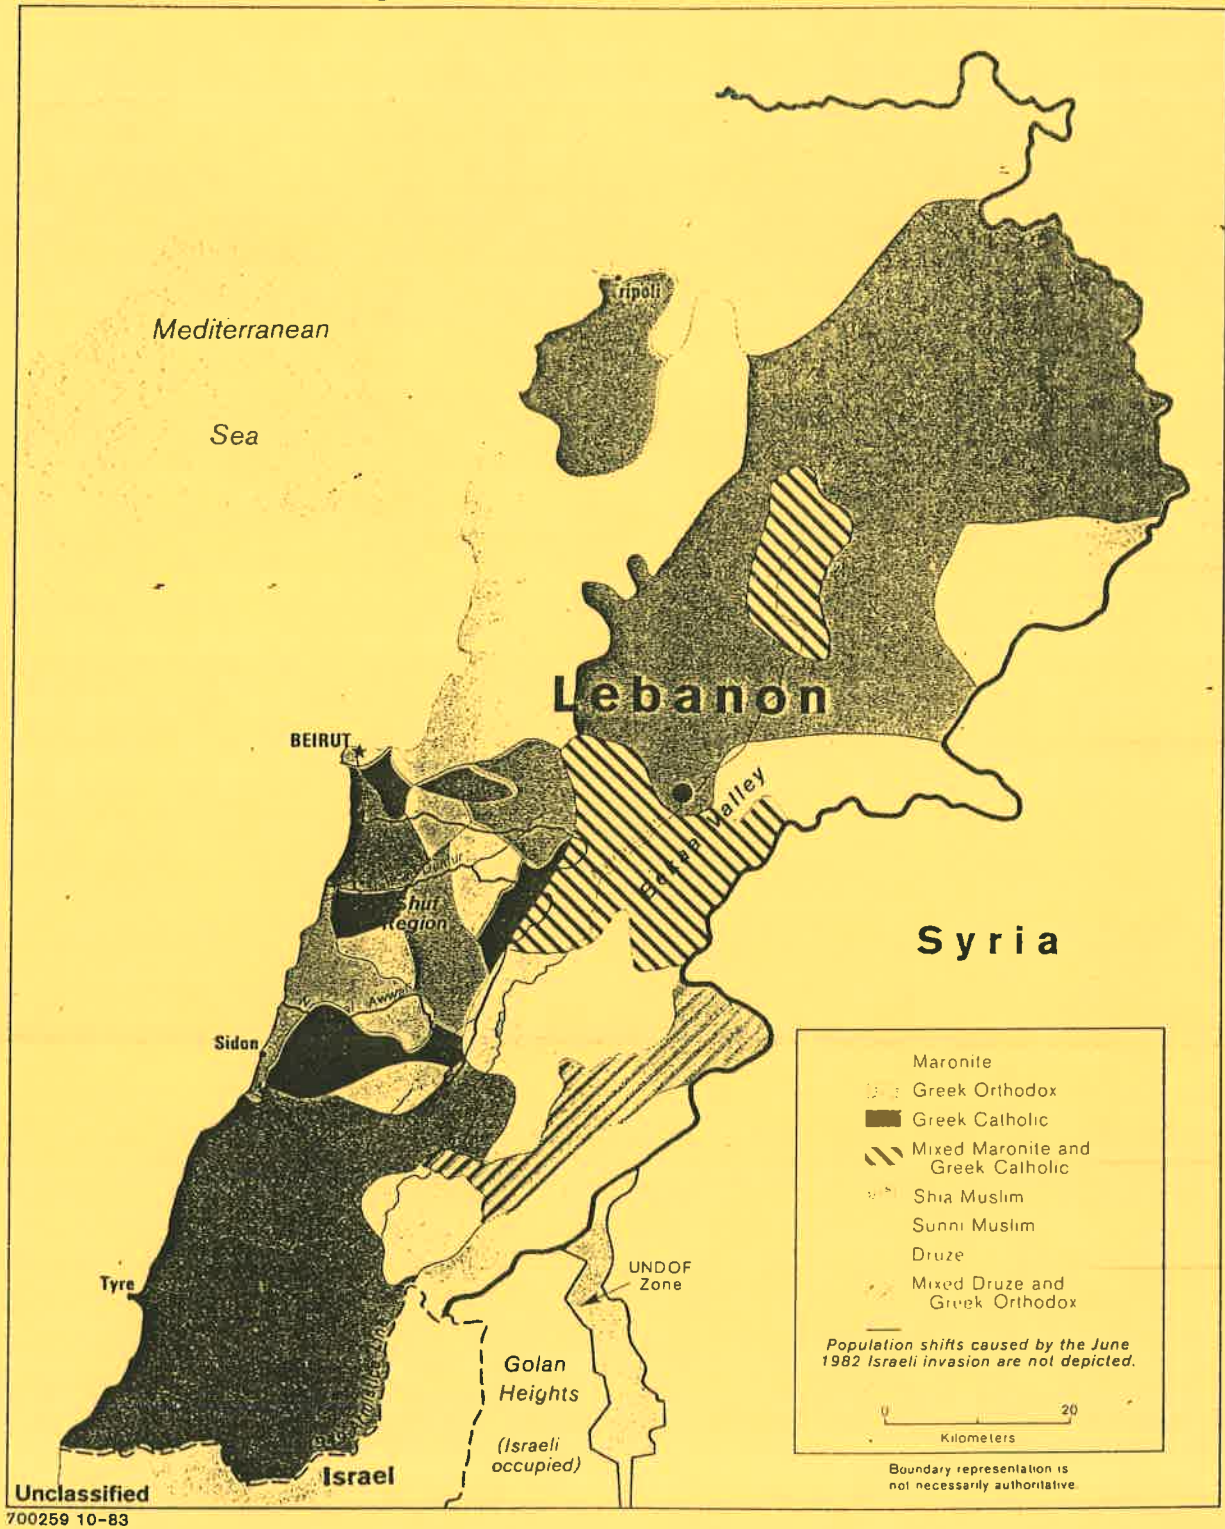 Mediterranean
Sea
ripoli
Lebanon
BEIRUT
Bekaa Valley
Shuf
Region
Syria
Awwali
Sidon
Tyre
UNDOF
Zone
Golan
Heights
(Israeli
occupied)
Israel
Maronite
Greek Orthodox
Greek Catholic
Mixed Maronite and
Greek Catholic
Shia Muslim
Sunni Muslim
Druze
Mixed Druze and
Greek Orthodox
Population shifts caused by the June
1982 Israeli invasion are not depicted.
0 20
Kilometers
Boundary representation is
not necessarily authoritative.
Unclassified
700259 10-83